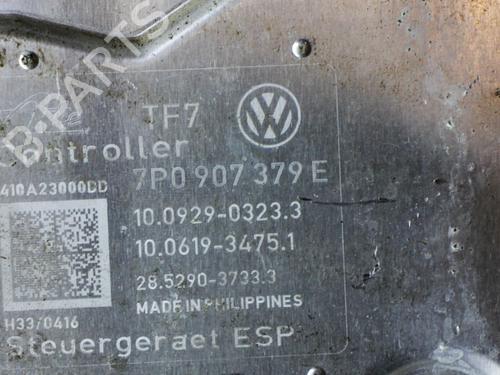 B-PARTS
TF7
Controller
7P0 907 379 E
410A23000DD
10.0929-0323.3
10.0619-3475.1
28.5290-3733.3
MADE IN PHILIPPINES
H33/0416
Steuergeraet ESP